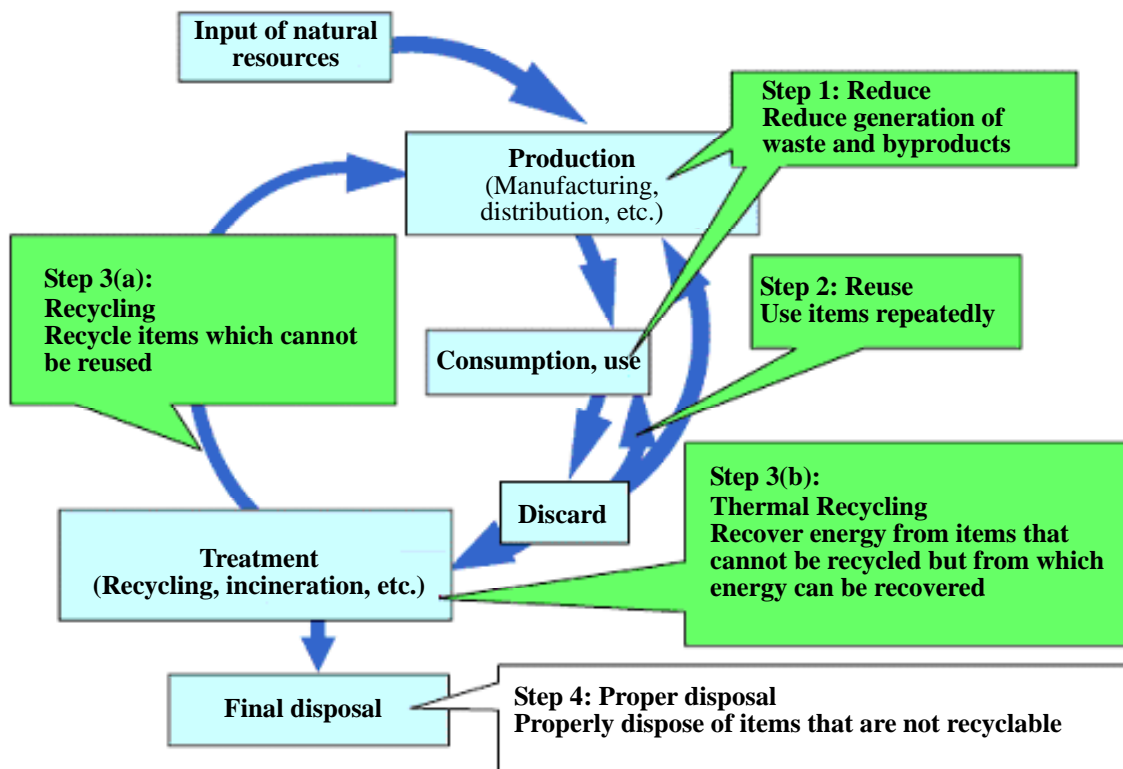 Input of natural
resources
Step 1: Reduce
Reduce generation of
waste and byproducts
Production
(Manufacturing,
distribution, etc.)
Step 3(a):
Recycling
Recycle items which cannot
be reused
Step 2: Reuse
Use items repeatedly
Consumption, use
Step 3(b):
Thermal Recycling
Recover energy from items that
cannot be recycled but from which
energy can be recovered
Discard
Treatment
(Recycling, incineration, etc.)
Final disposal
Step 4: Proper disposal
Properly dispose of items that are not recyclable